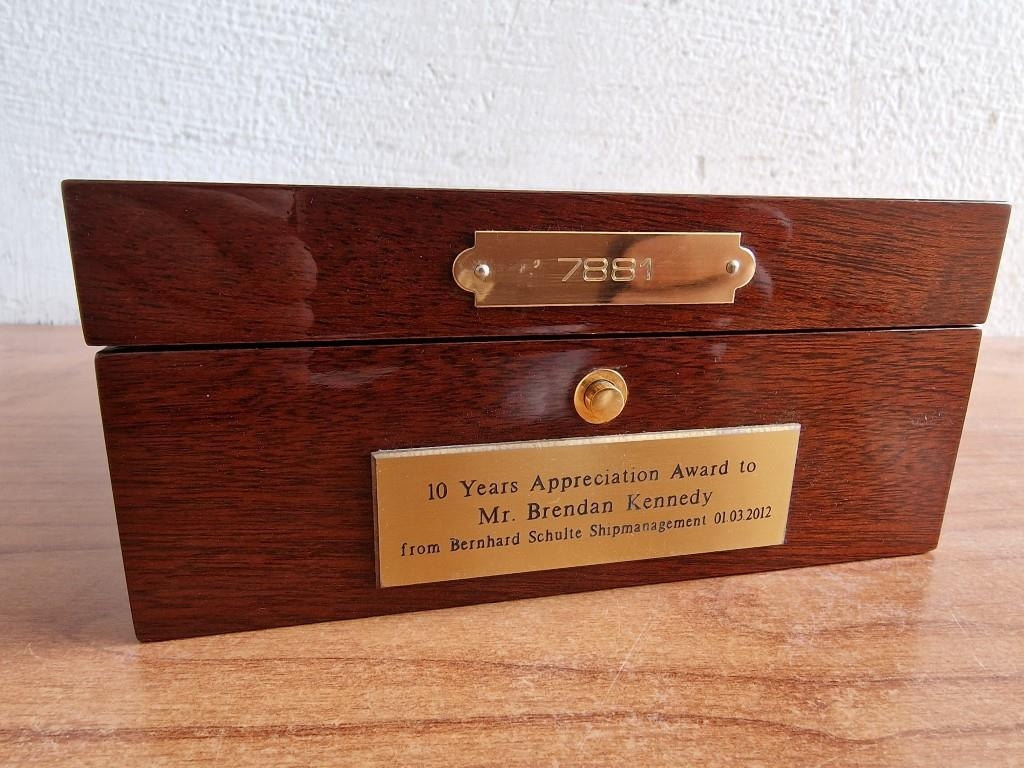 7881
10 Years Appreciation Award to
Mr. Brendan Kennedy
from Bernhard Schulte Shipmanagement 01.03.2012